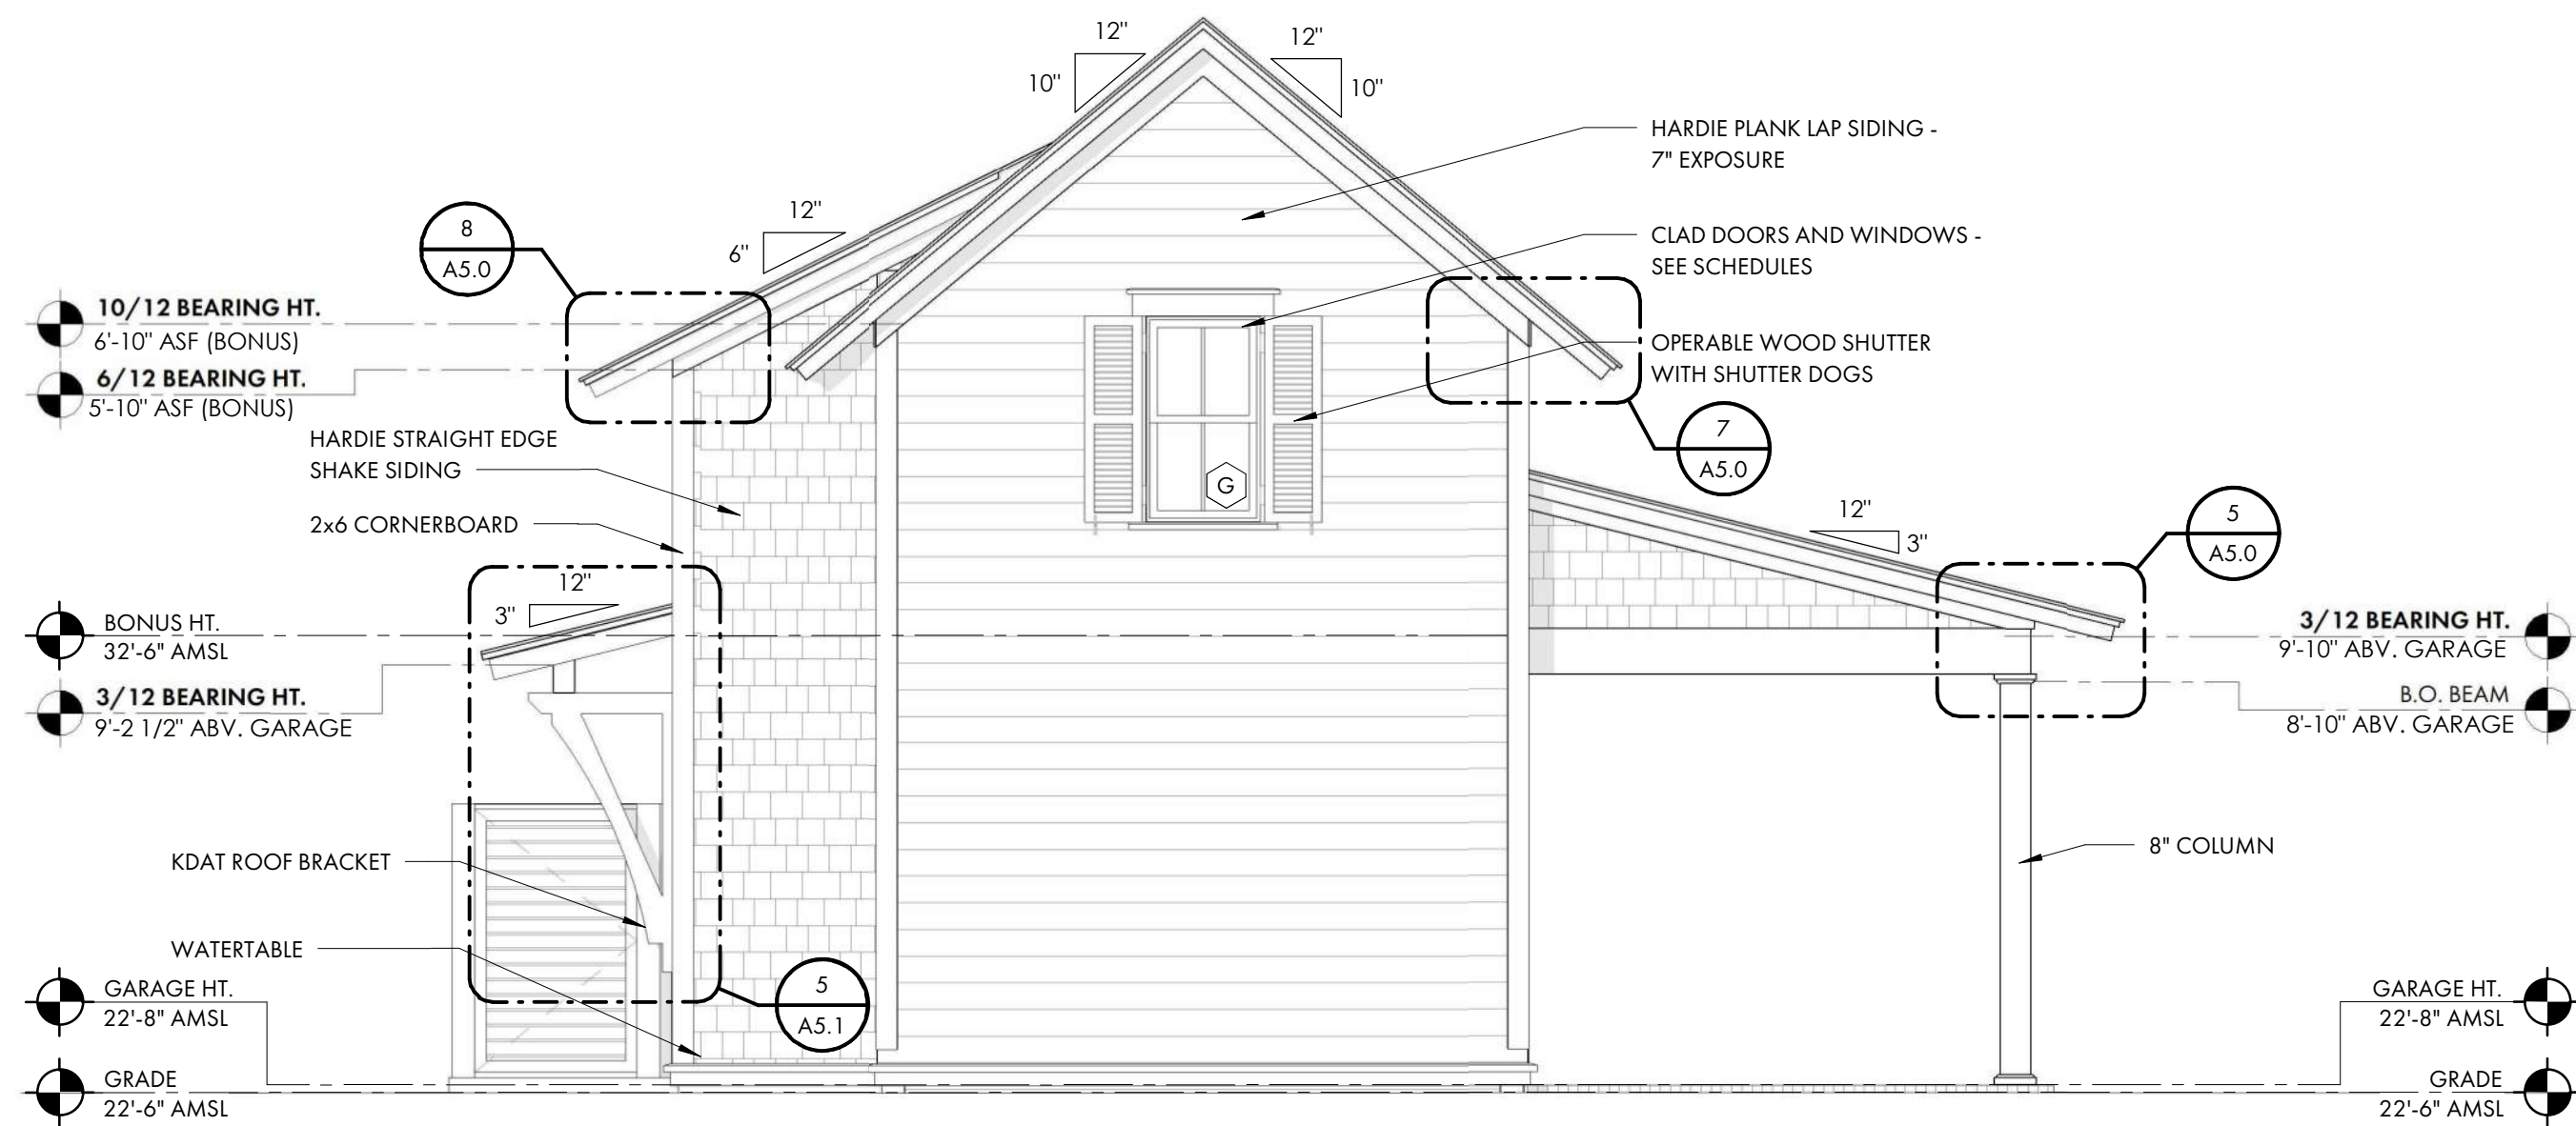 12"
12"
10"
10"
HARDIE PLANK LAP SIDING -
7" EXPOSURE
12"
6"
8
A5.0
CLAD DOORS AND WINDOWS -
SEE SCHEDULES
10/12 BEARING HT.
6'-10" ASF (BONUS)
6/12 BEARING HT.
5'-10" ASF (BONUS)
OPERABLE WOOD SHUTTER
WITH SHUTTER DOGS
7
A5.0
HARDIE STRAIGHT EDGE
SHAKE SIDING
2x6 CORNERBOARD
G
12"
3"
5
A5.0
12"
3"
BONUS HT.
32'-6" AMSL
3/12 BEARING HT.
9'-2 1/2" ABV. GARAGE
3/12 BEARING HT.
9'-10" ABV. GARAGE
B.O. BEAM
8'-10" ABV. GARAGE
KDAT ROOF BRACKET
8" COLUMN
WATERTABLE
5
A5.1
GARAGE HT.
22'-8" AMSL
GRADE
22'-6" AMSL
GARAGE HT.
22'-8" AMSL
GRADE
22'-6" AMSL